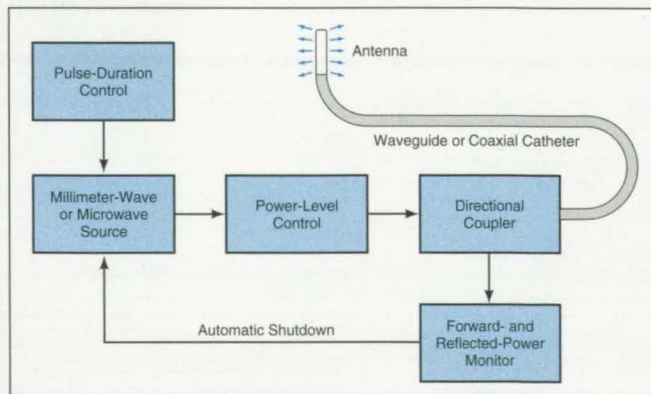 Antenna
Pulse-Duration
Control
Waveguide or Coaxial Catheter
Millimeter-Wave
or Microwave
Source
Power-Level
Control
Directional
Coupler
Automatic Shutdown
Forward- and
Reflected-Power
Monitor